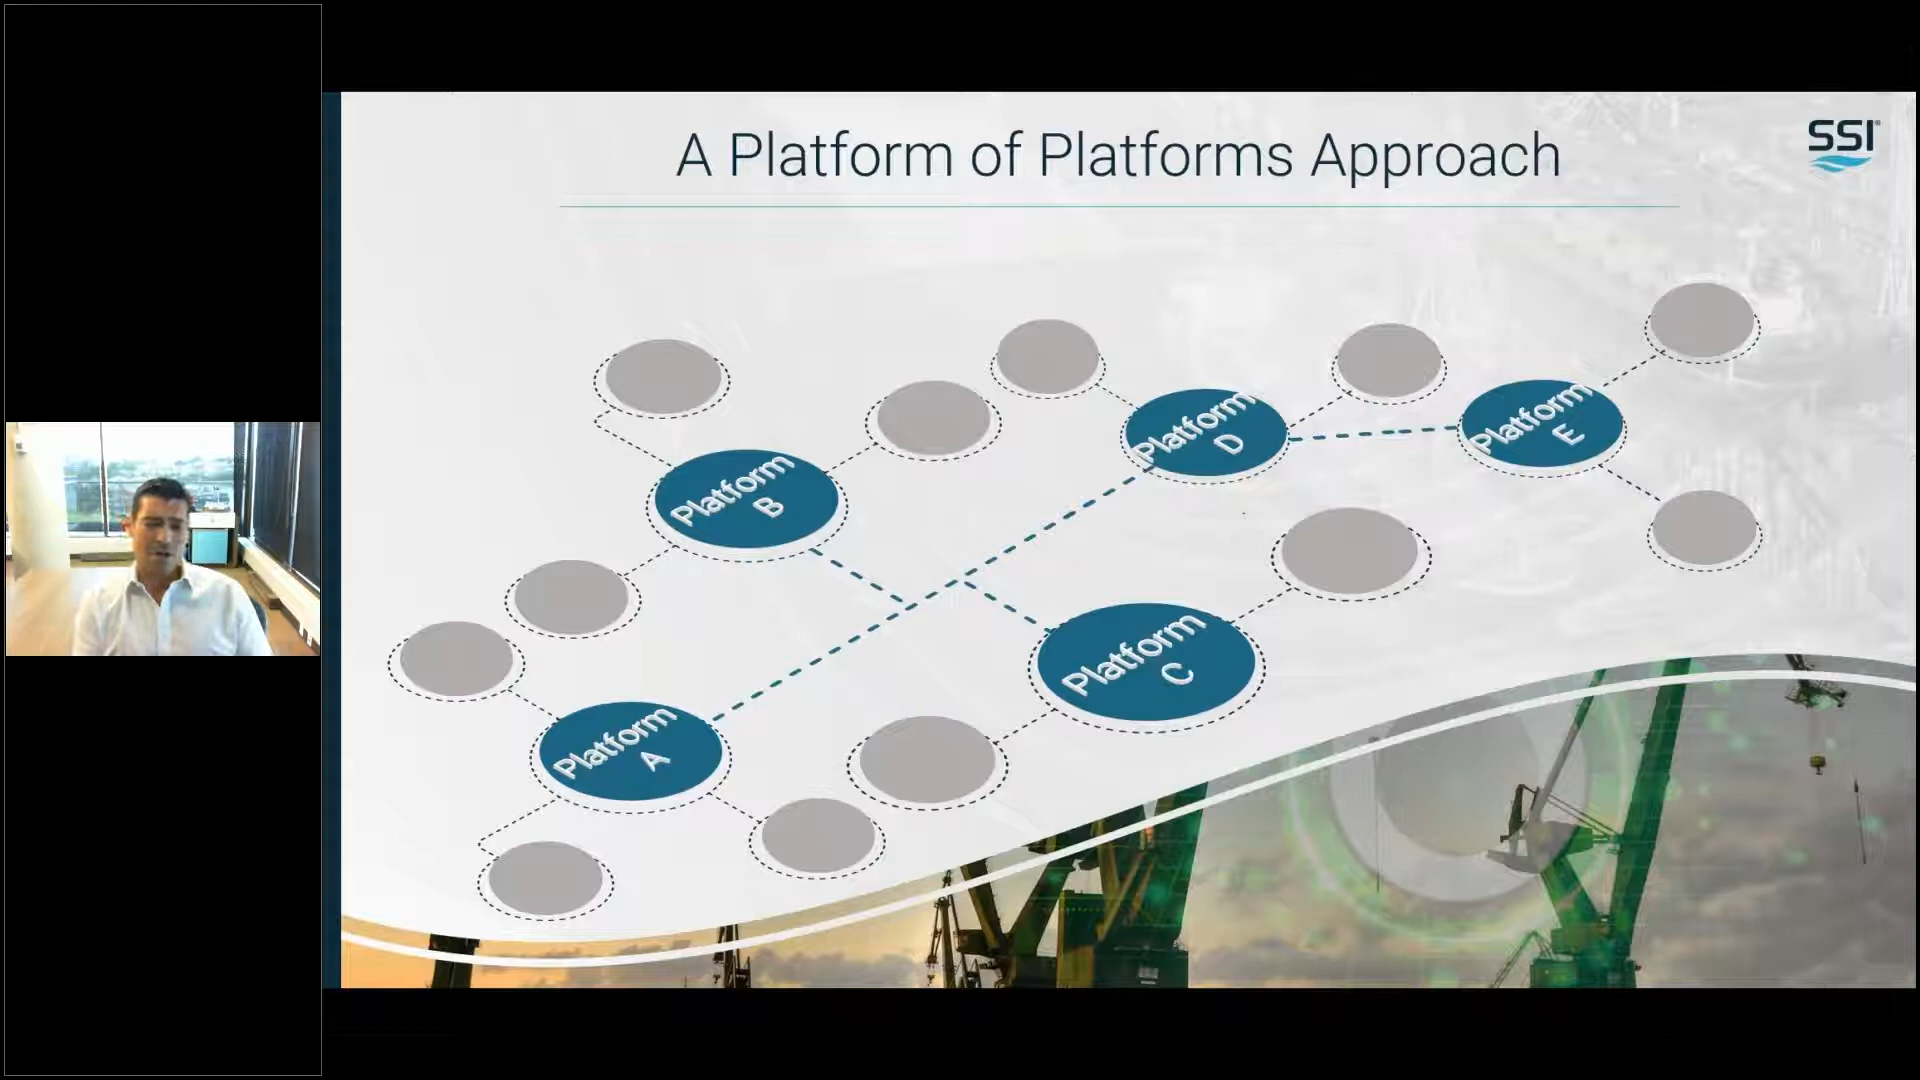 A Platform of Platforms Approach
SSI®
Platform
B
Platform
D
Platform
E
Platform
A
Platform
C